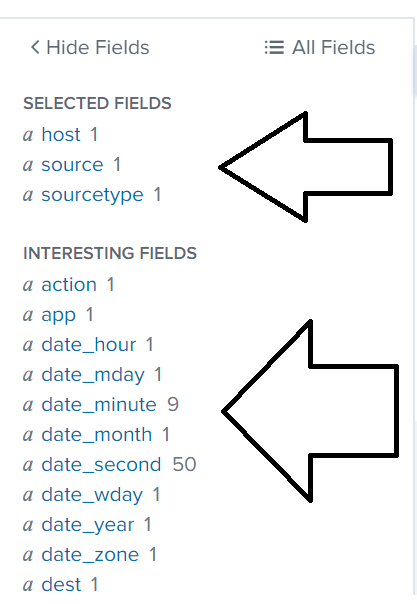 Hide Fields All Fields
SELECTED FIELDS
a host 1
a source 1
a sourcetype 1
INTERESTING FIELDS
a action 1
a app 1
a date_hour 1
a date_mday 1
a date_minute 9
a date_month 1
a date_second 50
a date_wday 1
a date_year 1
a date_zone 1
a dest 1